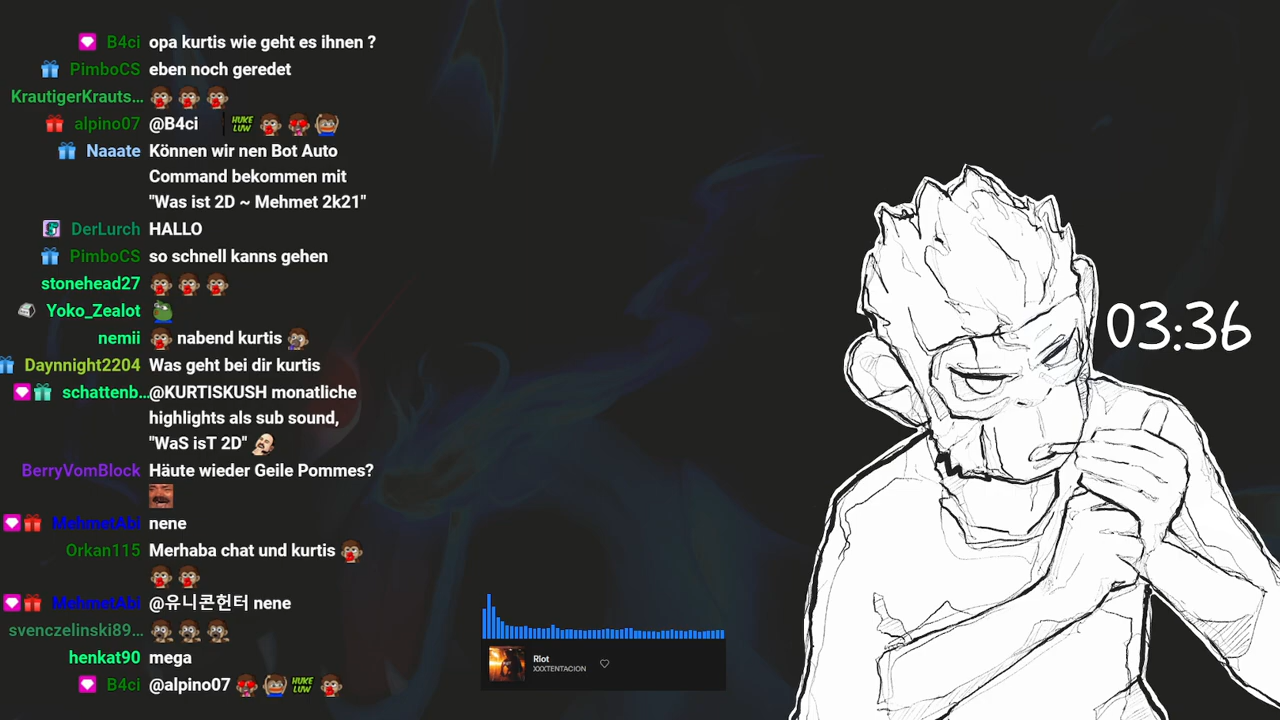 B4ci opa kurtis wie geht es ihnen ?
PimboCS eben noch geredet
KrautigerKrauts...
alpino07 @B4ci HUKE LUW
Naaate Können wir nen Bot Auto
Command bekommen mit
"Was ist 2D ~ Mehmet 2k21"
DerLurch HALLO
PimboCS so schnell kanns gehen
stonehead27
Yoko_Zealot
nemii nabend kurtis
Daynnight2204 Was geht bei dir kurtis
schattenb... @KURTISKUSH monatliche
highlights als sub sound,
"WaS isT 2D"
BerryVomBlock Häute wieder Geile Pommes?
MehmetAbi nene
Orkan115 Merhaba chat und kurtis
MehmetAbi @유니콘헌터 nene
svenczelinski89...
henkat90 mega
B4ci @alpino07 HUKE LUW
03:36
Riot
XXXTENTACION